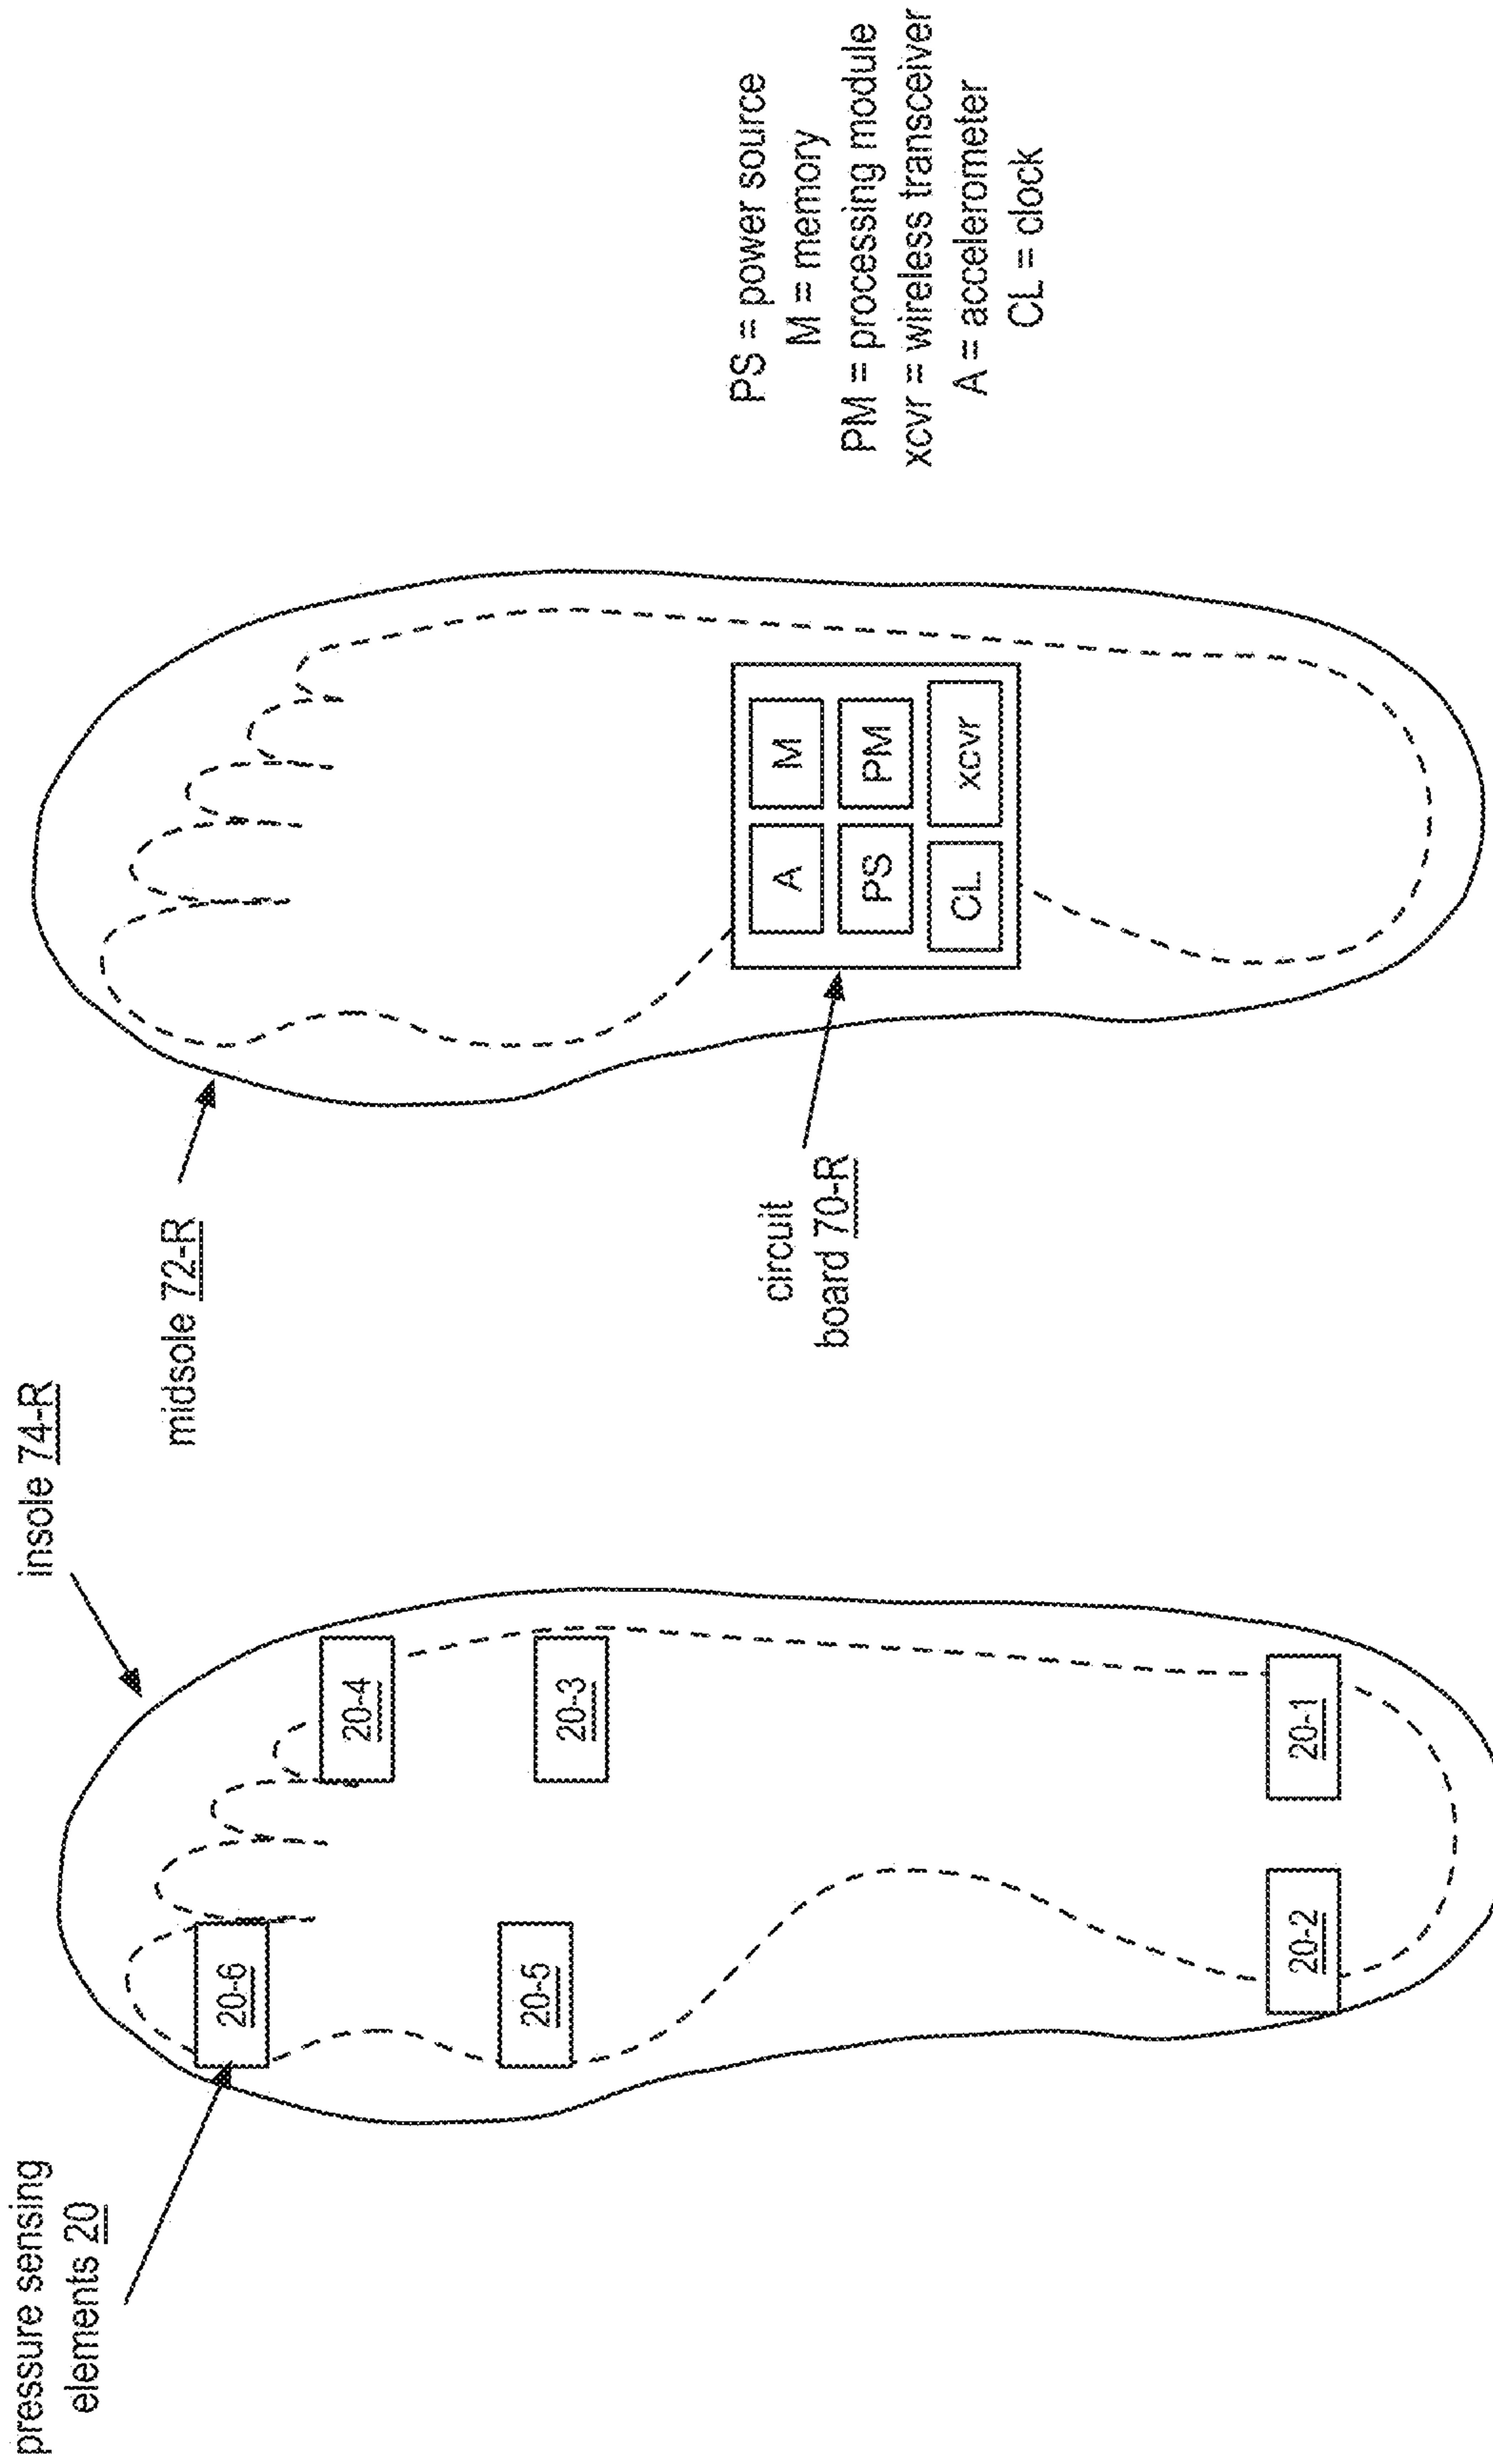 pressure sensing
elements 20
insole 74-R
20-6
20-4
20-5
20-3
20-2
20-1
midsole 72-R
circuit
board 70-R
A
M
PS
PM
CL
xcvr
PS = power source
M = memory
PM = processing module
xcvr = wireless transceiver
A = accelerometer
CL = clock